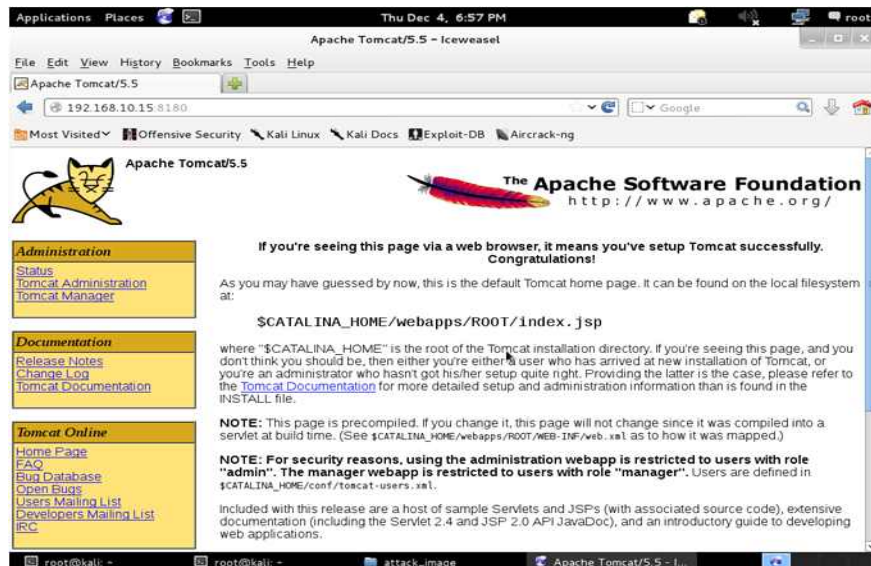 Applications Places Thu Dec 4, 6:57 PM root
Apache Tomcat/5.5 - Iceweasel
File Edit View History Bookmarks Tools Help
Apache Tomcat/5.5
192.168.10.15:8180 Google
Most Visited Offensive Security Kali Linux Kali Docs Exploit-DB Aircrack-ng
Apache Tomcat/5.5
The Apache Software Foundation
http://www.apache.org/
Administration
Status
Tomcat Administration
Tomcat Manager
Documentation
Release Notes
Change Log
Tomcat Documentation
Tomcat Online
Home Page
FAQ
Bug Database
Open Bugs
Users Mailing List
Developers Mailing List
IRC
If you're seeing this page via a web browser, it means you've setup Tomcat successfully.
Congratulations!
As you may have guessed by now, this is the default Tomcat home page. It can be found on the local filesystem
at:
$CATALINA_HOME/webapps/ROOT/index.jsp
where "$CATALINA_HOME" is the root of the Tomcat installation directory. If you're seeing this page, and you
don't think you should be, then either you're either a user who has arrived at new installation of Tomcat, or
you're an administrator who hasn't got his/her setup quite right. Providing the latter is the case, please refer to
the Tomcat Documentation for more detailed setup and administration information than is found in the
INSTALL file.
NOTE: This page is precompiled. If you change it, this page will not change since it was compiled into a
servlet at build time. (See $CATALINA_HOME/webapps/ROOT/WEB-INF/web.xml as to how it was mapped.)
NOTE: For security reasons, using the administration webapp is restricted to users with role
"admin". The manager webapp is restricted to users with role "manager". Users are defined in
$CATALINA_HOME/conf/tomcat-users.xml.
Included with this release are a host of sample Servlets and JSPs (with associated source code), extensive
documentation (including the Servlet 2.4 and JSP 2.0 API JavaDoc), and an introductory guide to developing
web applications.
root@kali: ~ root@kali: ~ attack_image Apache Tomcat/5.5 - I...